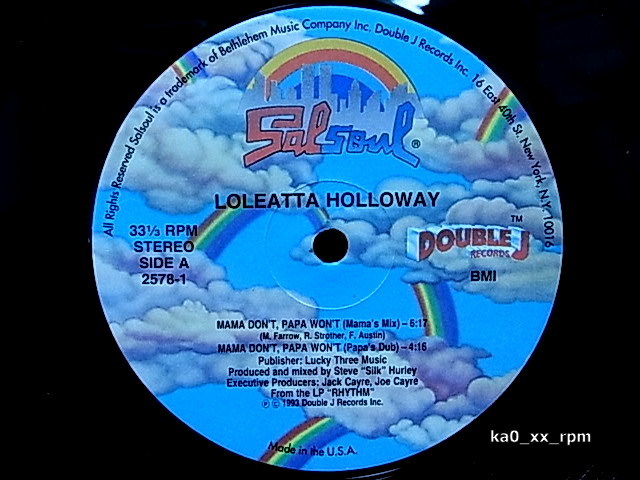 All Rights Reserved Salsoul is a trademark of Bethlehem Music Company Inc. Double J Records Inc. 16 East 40th St. New York, N.Y. 10016
Salsoul®
LOLEATTA HOLLOWAY
33⅓ RPM
STEREO
SIDE A
2578-1
DOUBLE J™
RECORDS
BMI
MAMA DON'T, PAPA WON'T (Mama's Mix) – 6:17
(M. Farrow, R. Strother, F. Austin)
MAMA DON'T, PAPA WON'T (Papa's Dub) – 4:16
Publisher: Lucky Three Music
Produced and mixed by Steve "Silk" Hurley
Executive Producers: Jack Cayre, Joe Cayre
From the LP "RHYTHM"
℗ © 1993 Double J Records Inc.
Made in the U.S.A.
ka0_xx_rpm